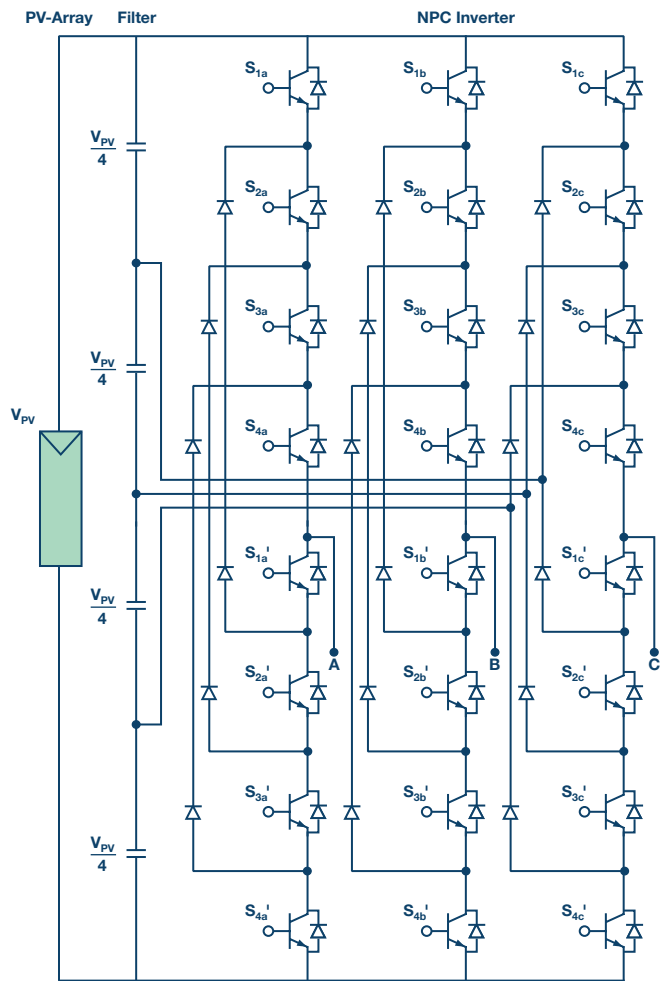 PV-Array Filter NPC Inverter
S1a S1b S1c
VPV
4
S2a S2b S2c
S3a S3b S3c
VPV
4
VPV
S4a S4b S4c
S1a' S1b' S1c'
VPV
4
A B C
S2a' S2b' S2c'
S3a' S3b' S3c'
VPV
4
S4a' S4b' S4c'